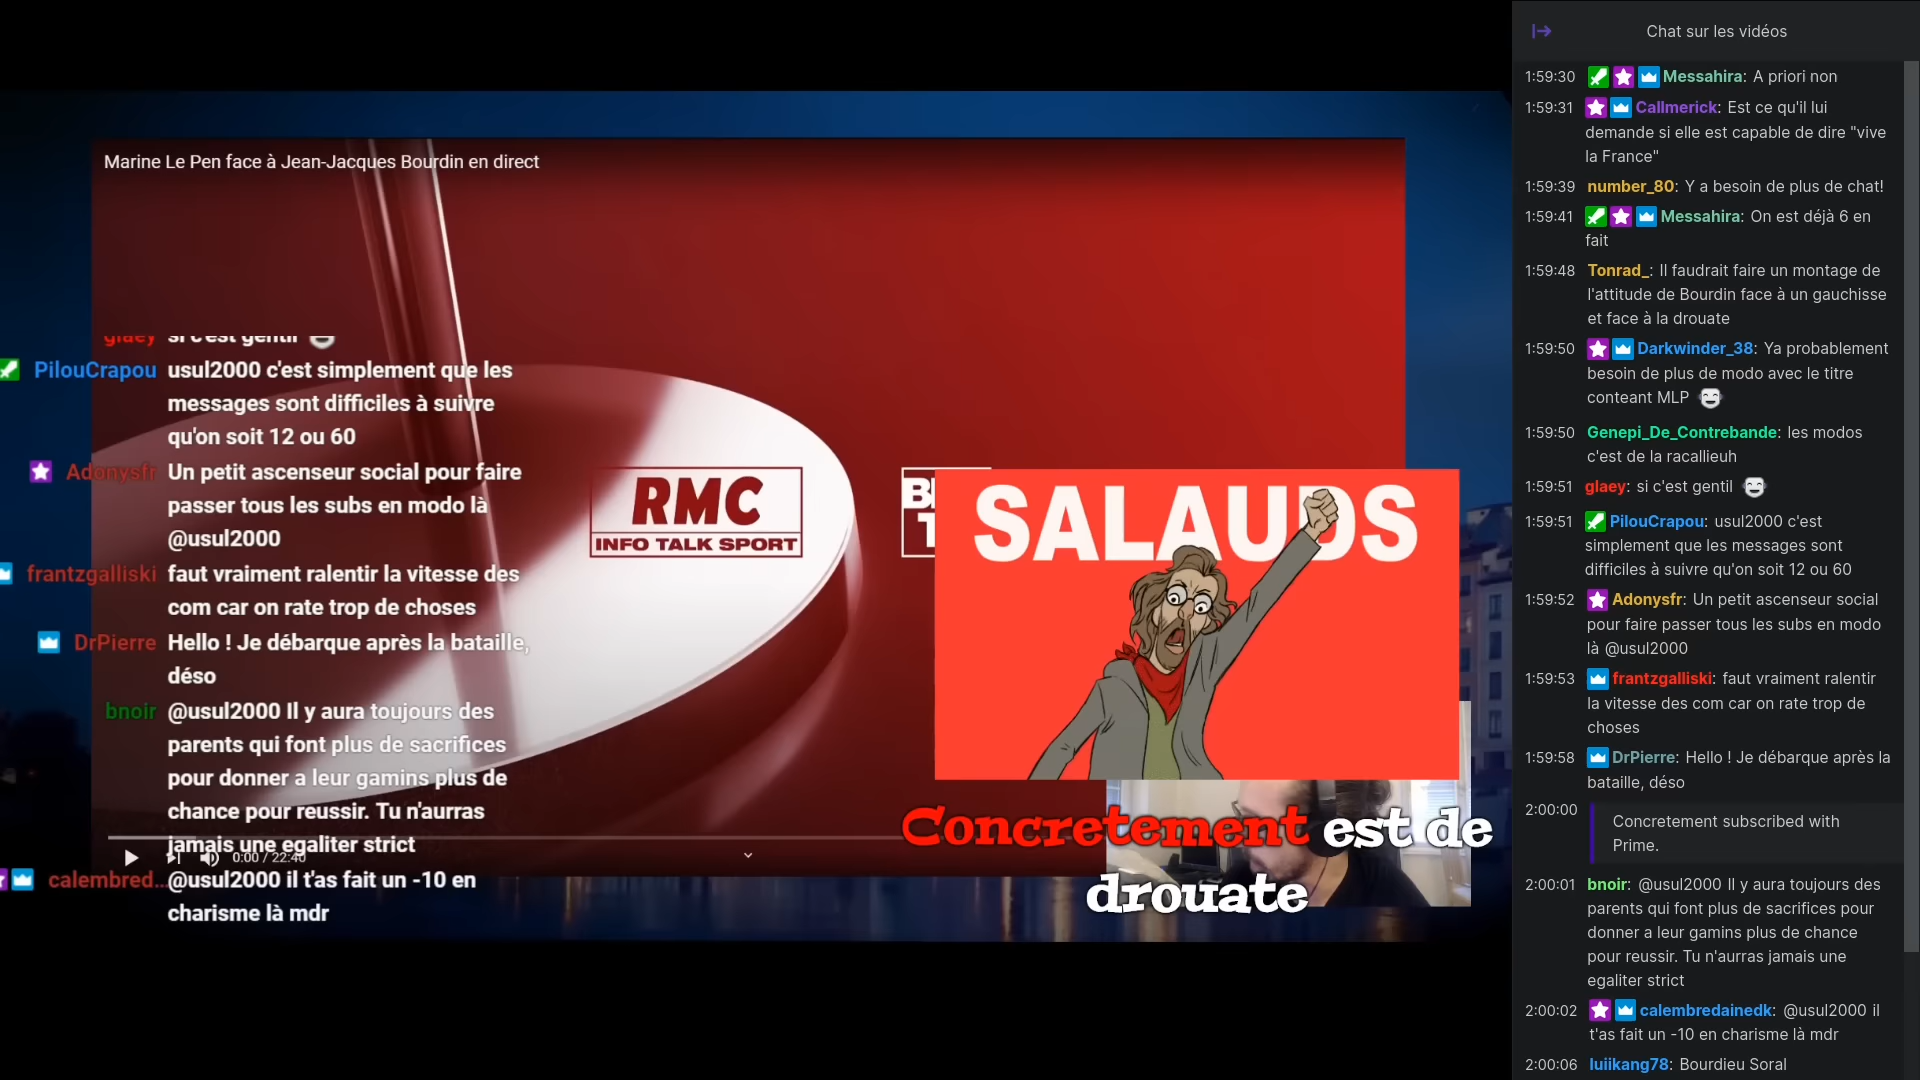 Marine Le Pen face à Jean-Jacques Bourdin en direct
glaey si c'est gentil
PilouCrapou usul2000 c'est simplement que les
messages sont difficiles à suivre
qu'on soit 12 ou 60
Adonysfr Un petit ascenseur social pour faire
passer tous les subs en modo là
@usul2000
frantzgalliski faut vraiment ralentir la vitesse des
com car on rate trop de choses
DrPierre Hello ! Je débarque après la bataille,
déso
bnoir @usul2000 Il y aura toujours des
parents qui font plus de sacrifices
pour donner a leur gamins plus de
chance pour reussir. Tu n'aurras
jamais une egaliter strict
calembred... @usul2000 il t'as fait un -10 en
charisme là mdr
0:00 / 22:40
RMC
INFO TALK SPORT
SALAUDS
Concretement est de
drouate
Chat sur les vidéos
1:59:30 Messahira: A priori non
1:59:31 Callmerick: Est ce qu'il lui
demande si elle est capable de dire "vive
la France"
1:59:39 number_80: Y a besoin de plus de chat!
1:59:41 Messahira: On est déjà 6 en
fait
1:59:48 Tonrad_: Il faudrait faire un montage de
l'attitude de Bourdin face à un gauchisse
et face à la drouate
1:59:50 Darkwinder_38: Ya probablement
besoin de plus de modo avec le titre
conteant MLP
1:59:50 Genepi_De_Contrebande: les modos
c'est de la racallieuh
1:59:51 glaey: si c'est gentil
1:59:51 PilouCrapou: usul2000 c'est
simplement que les messages sont
difficiles à suivre qu'on soit 12 ou 60
1:59:52 Adonysfr: Un petit ascenseur social
pour faire passer tous les subs en modo
là @usul2000
1:59:53 frantzgalliski: faut vraiment ralentir
la vitesse des com car on rate trop de
choses
1:59:58 DrPierre: Hello ! Je débarque après la
bataille, déso
2:00:00 Concretement subscribed with
Prime.
2:00:01 bnoir: @usul2000 Il y aura toujours des
parents qui font plus de sacrifices pour
donner a leur gamins plus de chance
pour reussir. Tu n'aurras jamais une
egaliter strict
2:00:02 calembredainedk: @usul2000 il
t'as fait un -10 en charisme là mdr
2:00:06 luiikang78: Bourdieu Soral